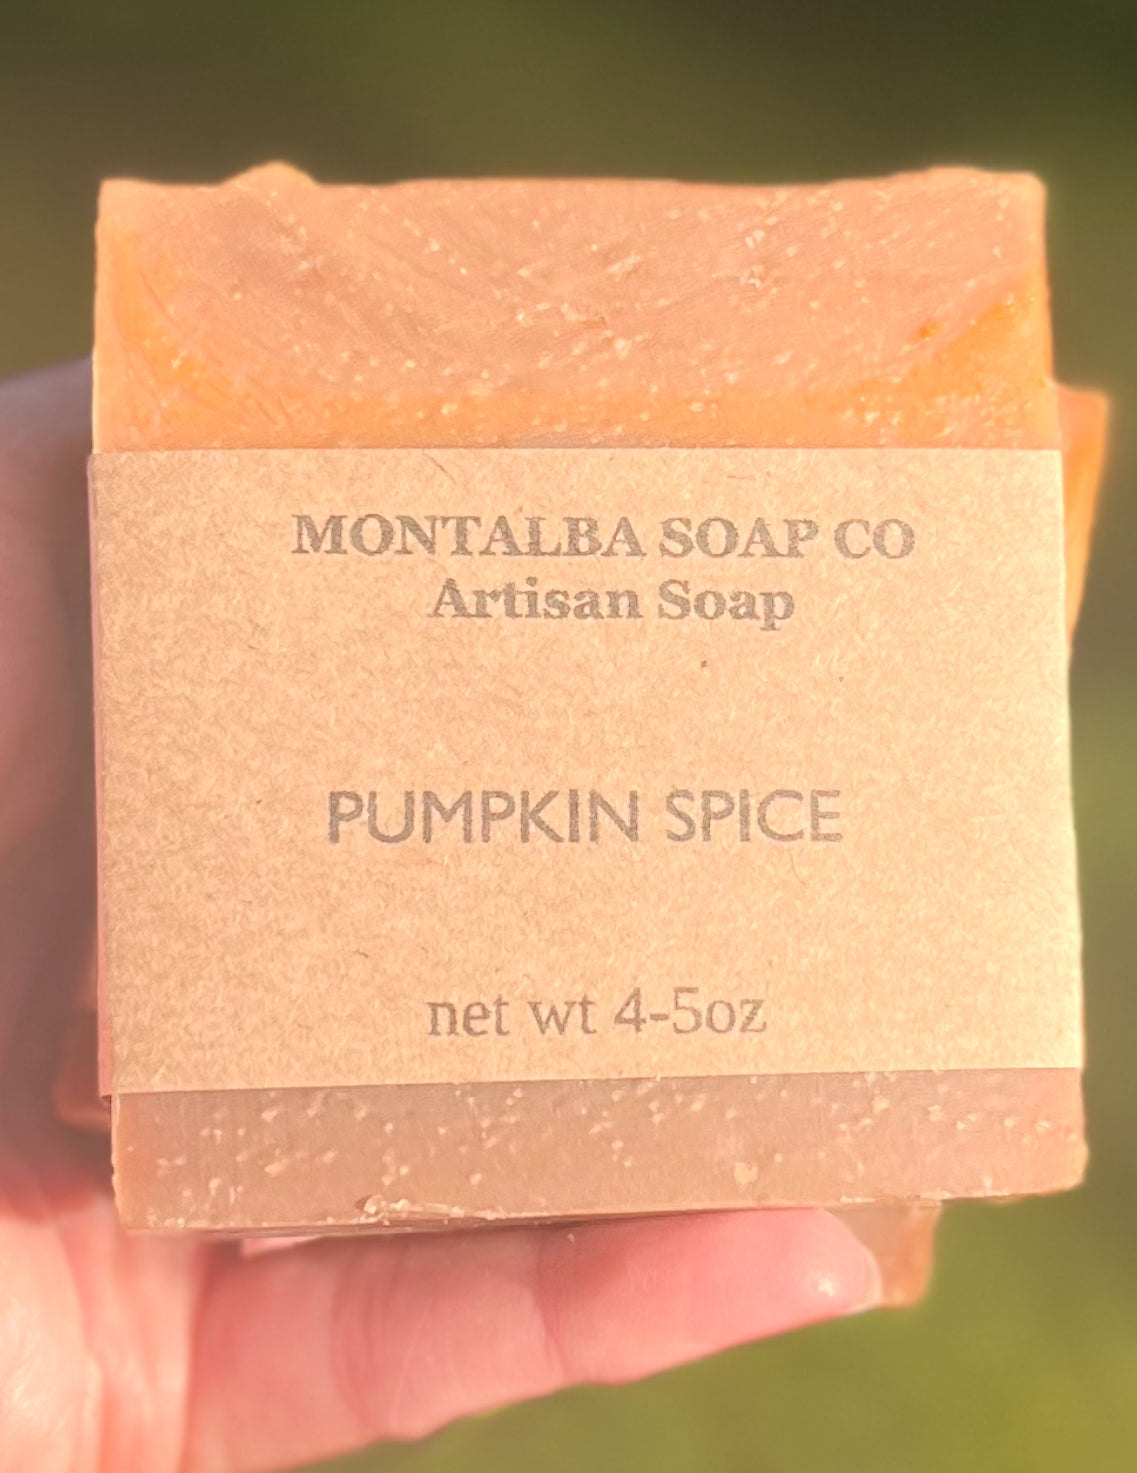 MONTALBA SOAP CO
Artisan Soap
PUMPKIN SPICE
net wt 4-5oz